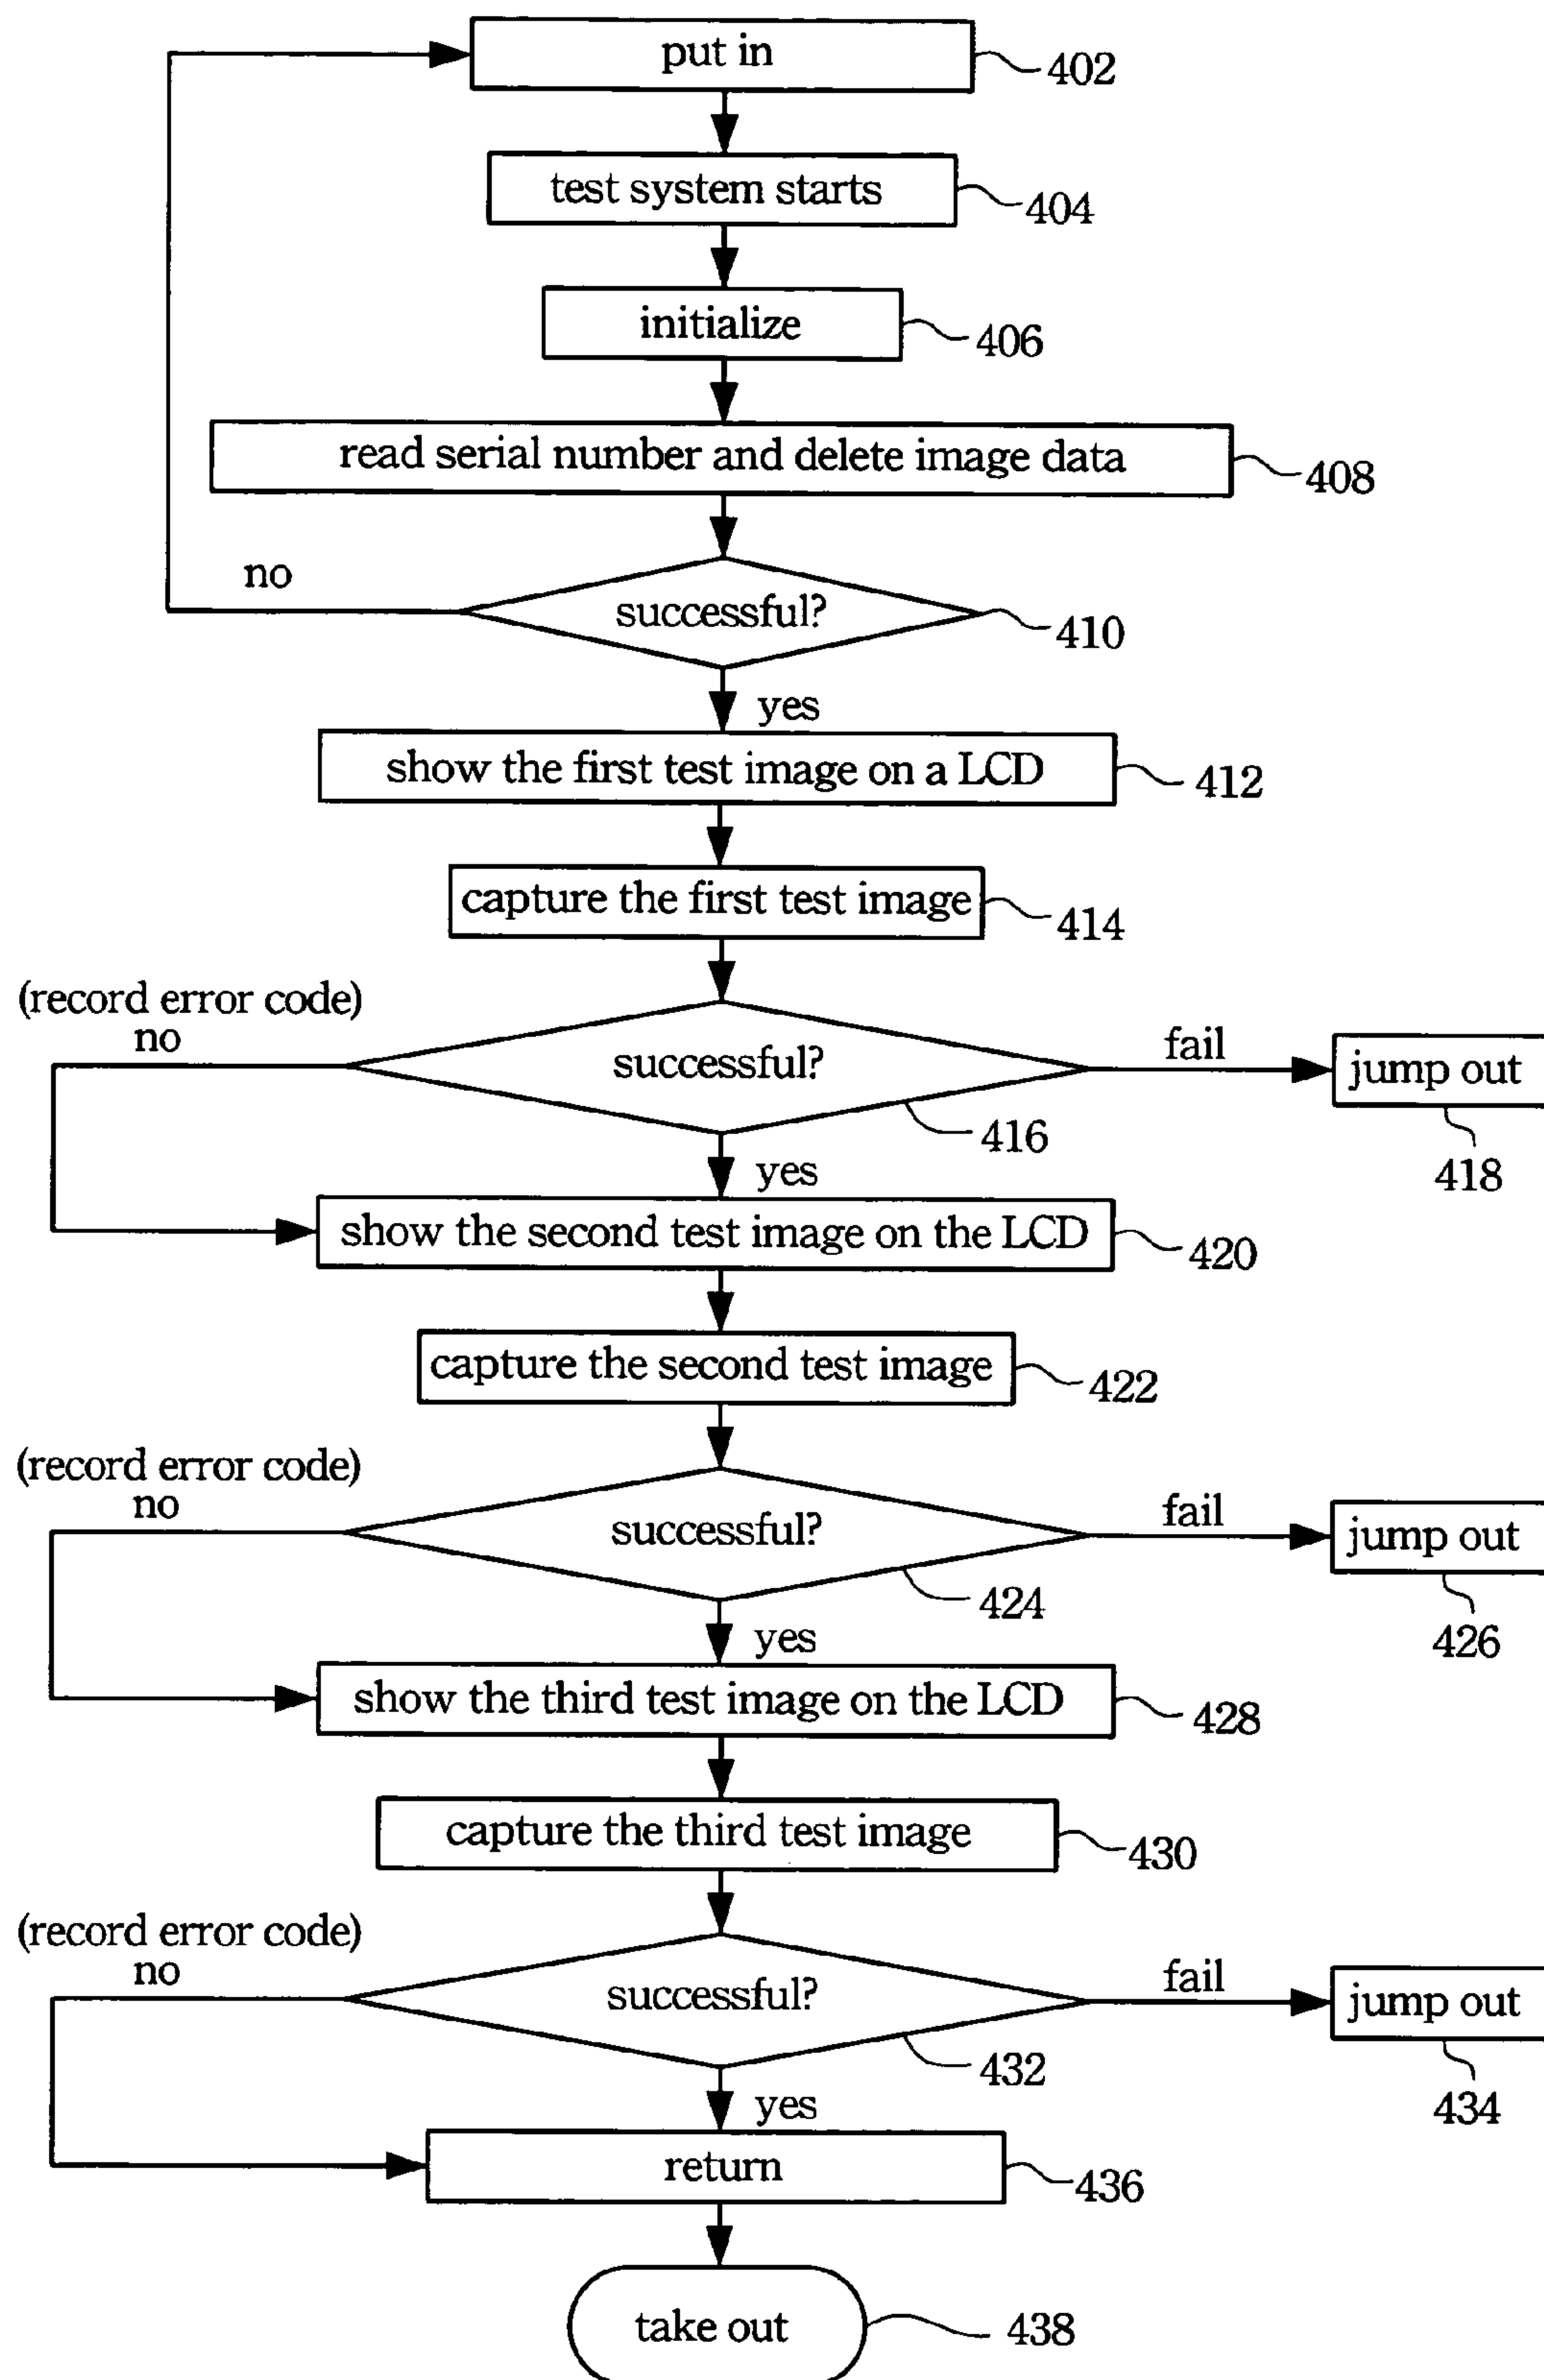 put in
402
test system starts
404
initialize
406
read serial number and delete image data
408
no
successful?
410
yes
show the first test image on a LCD
412
capture the first test image
414
(record error code)
no
successful?
fail
jump out
416
418
yes
show the second test image on the LCD
420
capture the second test image
422
(record error code)
no
successful?
fail
jump out
424
426
yes
show the third test image on the LCD
428
capture the third test image
430
(record error code)
no
successful?
fail
jump out
432
434
yes
return
436
take out
438